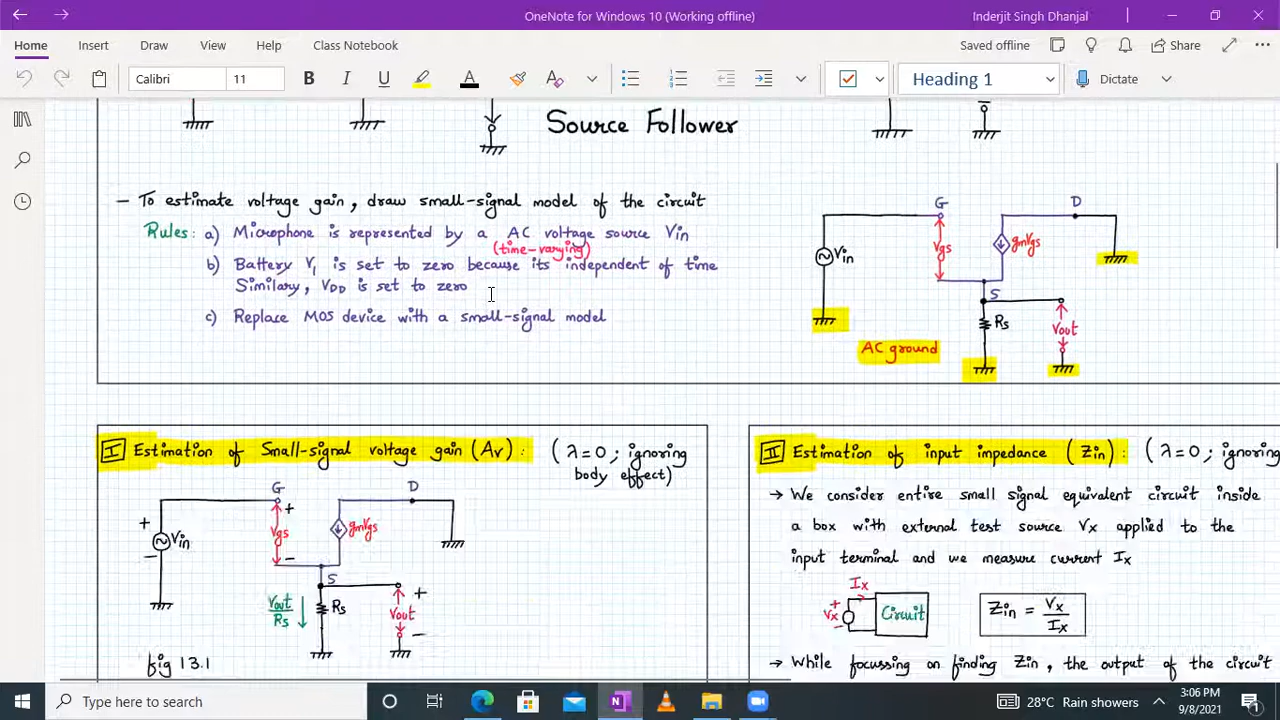 OneNote for Windows 10 (Working offline)
Inderjit Singh Dhanjal
Home Insert Draw View Help Class Notebook
Saved offline
Share
Calibri 11 B I U A Heading 1 Dictate
Source Follower
- To estimate voltage gain, draw small-signal model of the circuit
Rules: a) Microphone is represented by a AC voltage source Vin
(time-varying)
b) Battery V1 is set to zero because its independent of time
Similary, VDD is set to zero
c) Replace MOS device with a small-signal model
G D
Vin Vgs gmVgs
S
Rs Vout
AC ground
I Estimation of Small-signal voltage gain (Av) : ( λ=0 ; ignoring
body effect)
G D
+
+ Vin Vgs gmVgs
- -
S
+
Vout/Rs Rs Vout
-
fig 13.1
II Estimation of input impedance ( Zin) : ( λ=0 ; ignoring
→ We consider entire small signal equivalent circuit inside
a box with external test source Vx applied to the
input terminal and we measure current Ix
Ix
+ Vx - Circuit
Zin = Vx/Ix
→ While focussing on finding Zin, the output of the circuit
Type here to search
28°C Rain showers
3:06 PM
9/8/2021
1